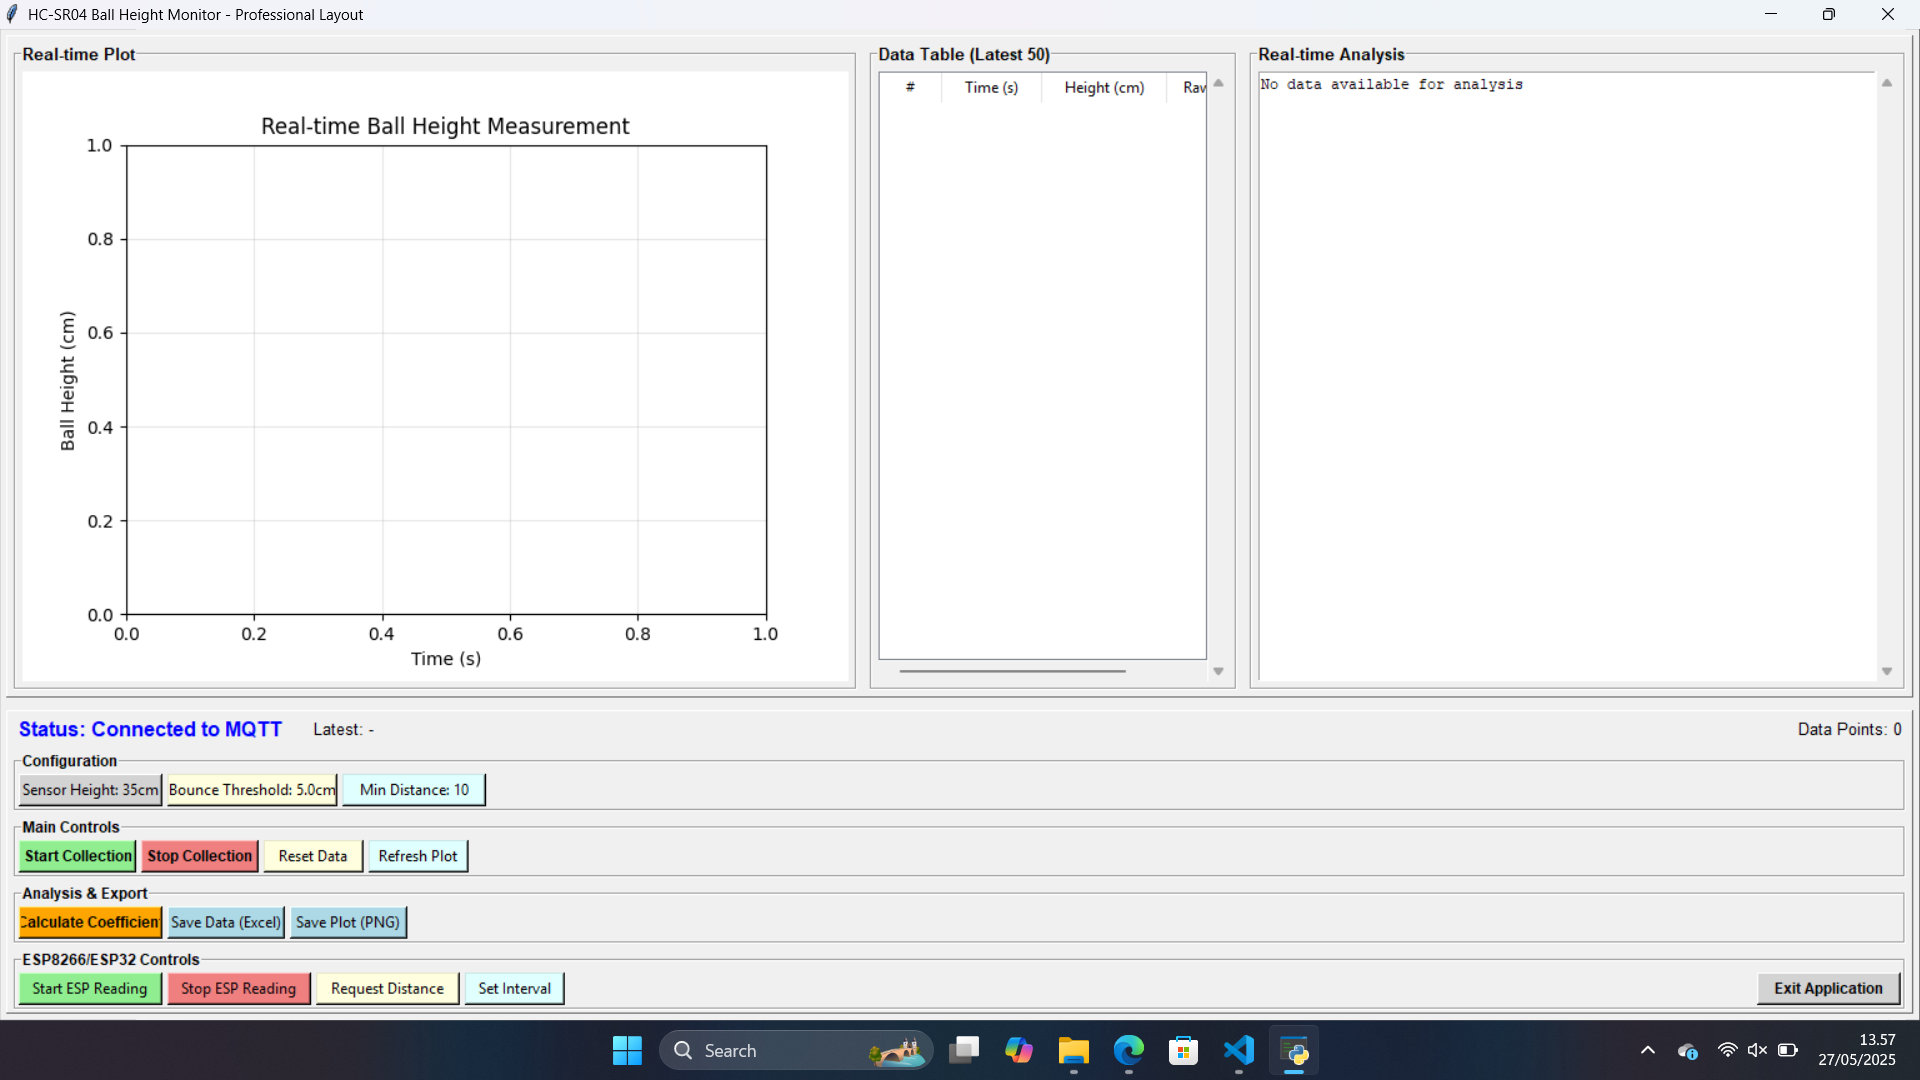 HC-SR04 Ball Height Monitor - Professional Layout
Real-time Plot
Real-time Ball Height Measurement
1.0
0.8
0.6
0.4
0.2
0.0
Ball Height (cm)
0.0 0.2 0.4 0.6 0.8 1.0
Time (s)
Data Table (Latest 50)
# Time (s) Height (cm) Rav
Real-time Analysis
No data available for analysis
Status: Connected to MQTT Latest: - Data Points: 0
Configuration
Sensor Height: 35cm Bounce Threshold: 5.0cm Min Distance: 10
Main Controls
Start Collection Stop Collection Reset Data Refresh Plot
Analysis & Export
Calculate Coefficien Save Data (Excel) Save Plot (PNG)
ESP8266/ESP32 Controls
Start ESP Reading Stop ESP Reading Request Distance Set Interval Exit Application
Search
13.57
27/05/2025